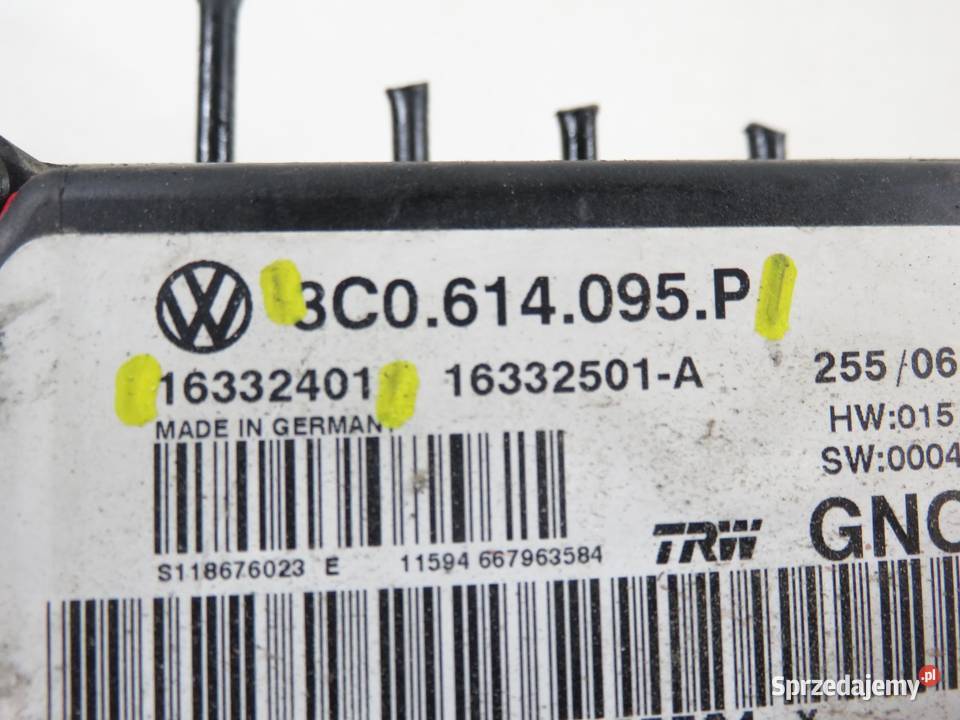 3C0.614.095.P
16332401 16332501-A 255/06
MADE IN GERMANY HW:015
SW:0004
TRW GNC
S118676023 E 11594 667963584
Sprzedajemy.pl